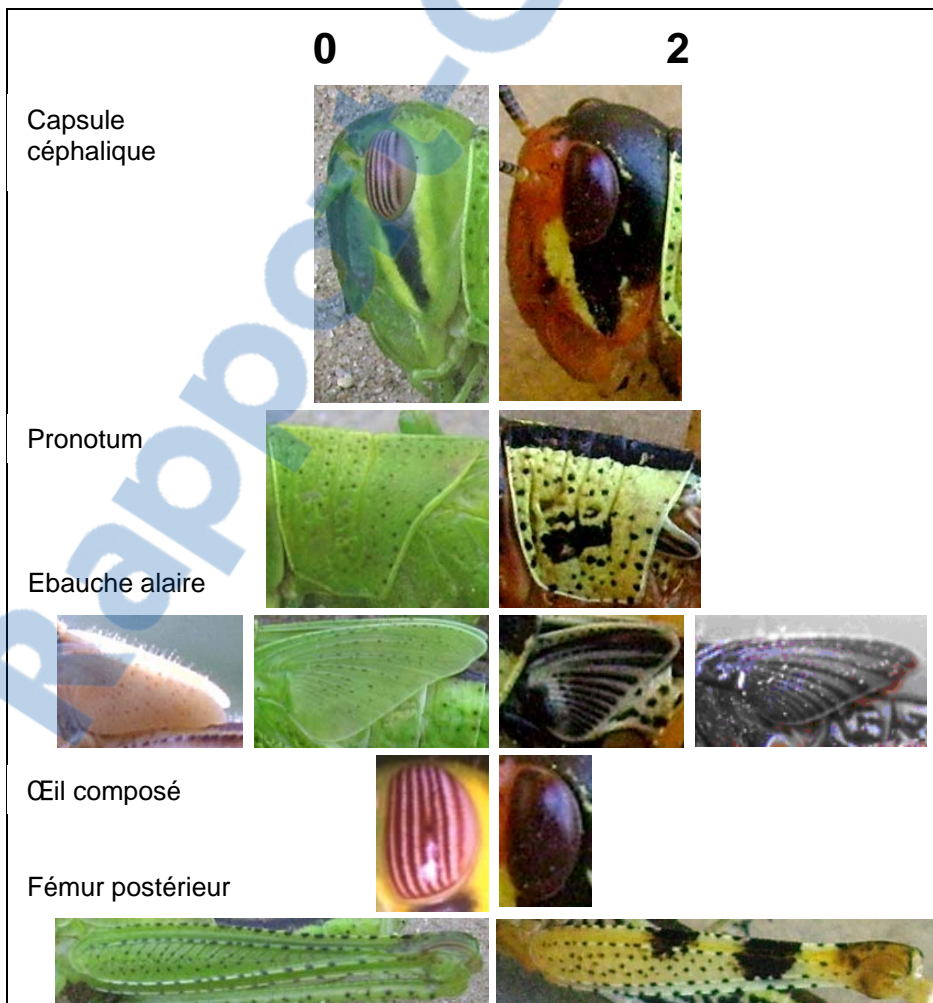 0 2
Capsule
céphalique
Pronotum
Ebauche alaire
Œil composé
Fémur postérieur